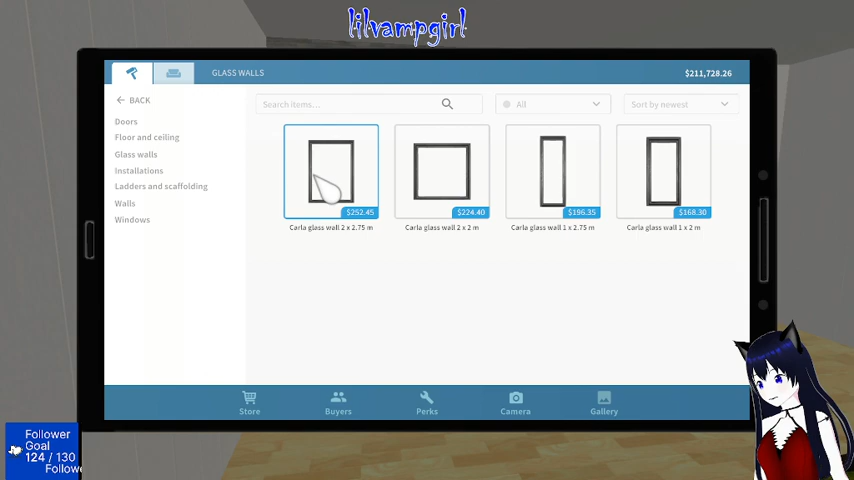 lilvampgirl
GLASS WALLS
$211,728.26
BACK
Search items...
All
Sort by newest
Doors
Floor and ceiling
Glass walls
Installations
Ladders and scaffolding
Walls
Windows
$252.45
$224.40
$196.35
$168.30
Carla glass wall 2 x 2.75 m
Carla glass wall 2 x 2 m
Carla glass wall 1 x 2.75 m
Carla glass wall 1 x 2 m
Store
Buyers
Perks
Camera
Gallery
Follower
Goal
124 / 130
Followe